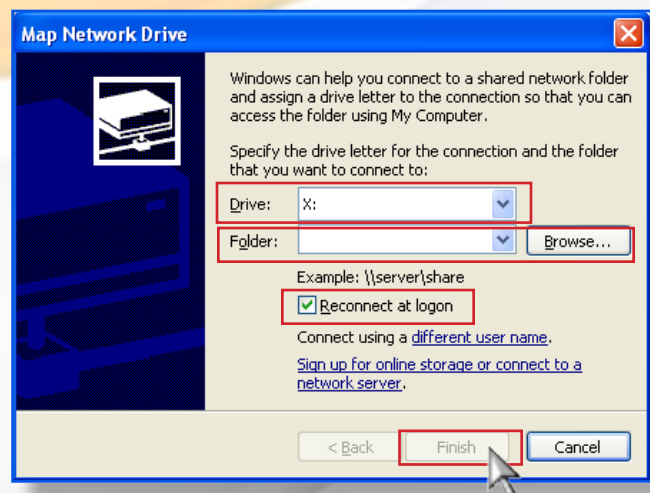 Map Network Drive
Windows can help you connect to a shared network folder
and assign a drive letter to the connection so that you can
access the folder using My Computer.
Specify the drive letter for the connection and the folder
that you want to connect to:
Drive: X:
Folder: Browse...
Example: \\server\share
Reconnect at logon
Connect using a different user name.
Sign up for online storage or connect to a
network server.
< Back Finish Cancel